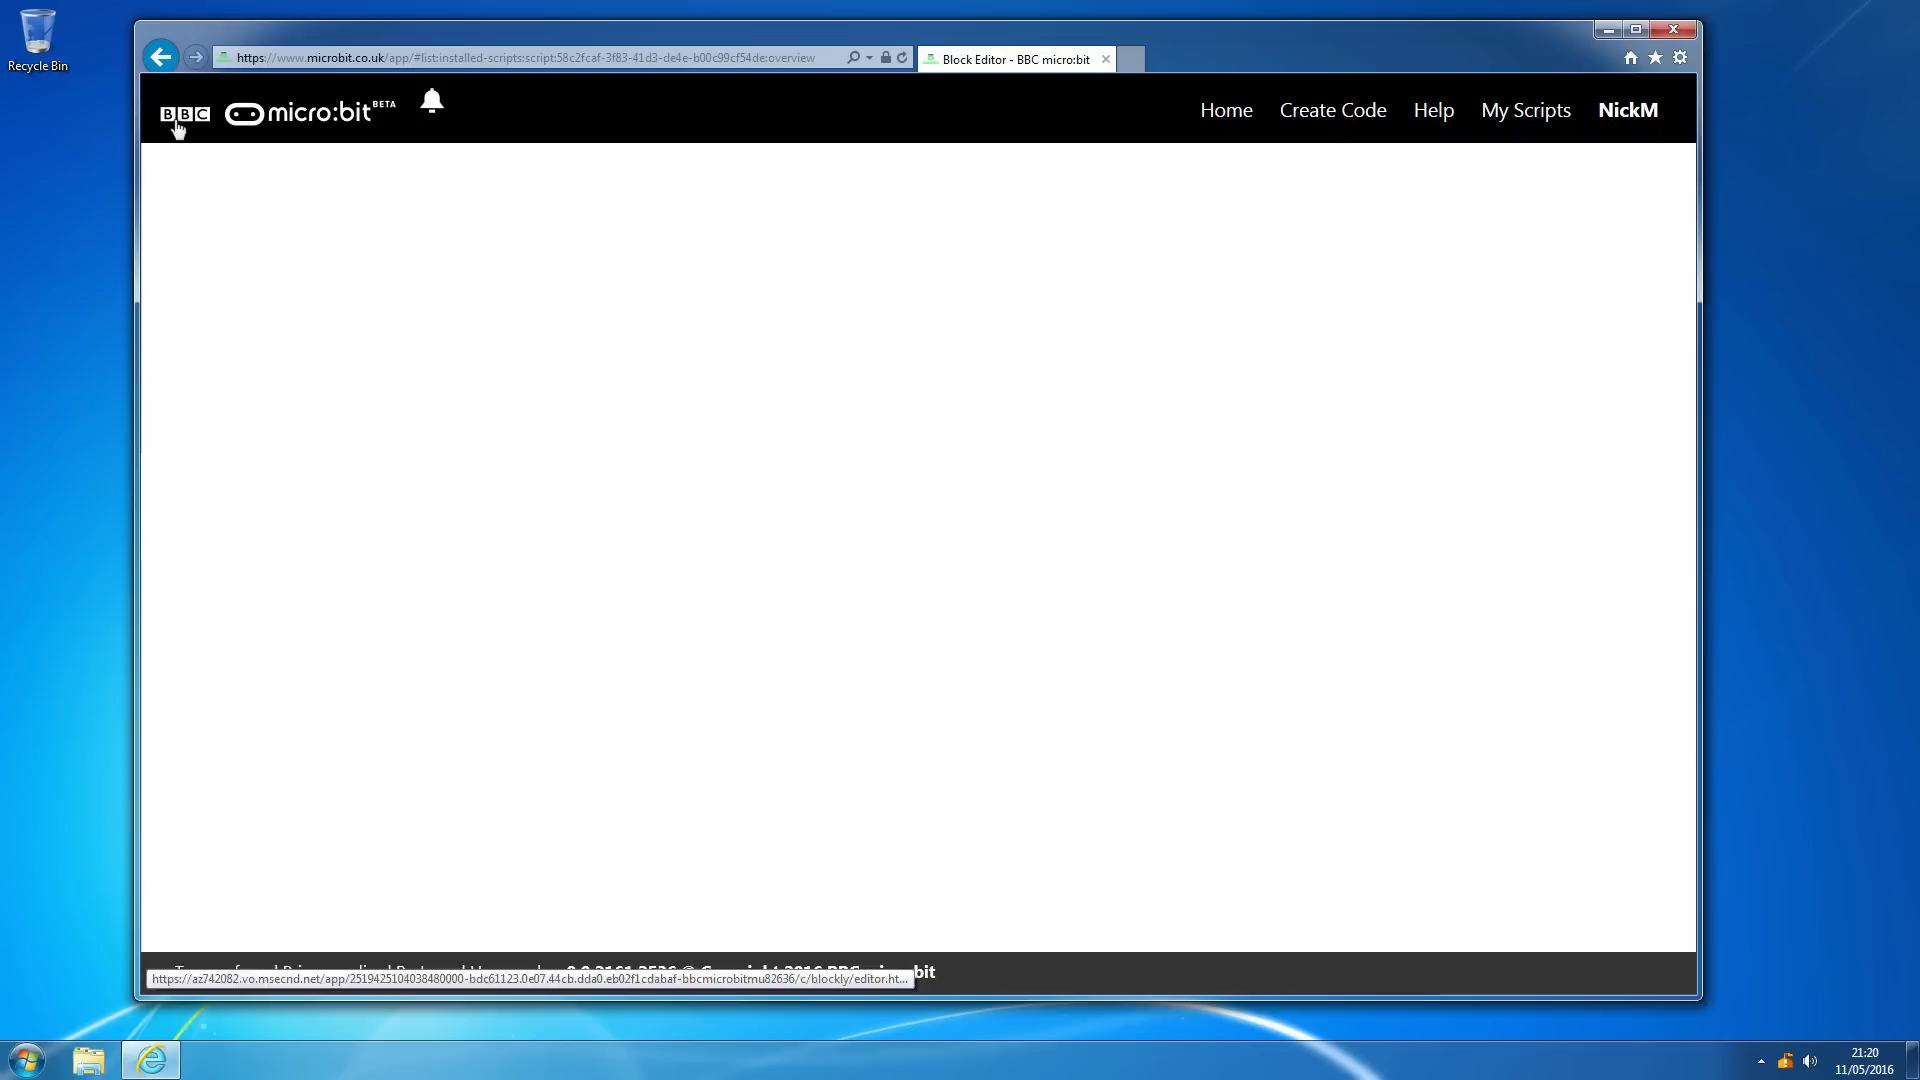 Recycle Bin
https://www.microbit.co.uk/app/#list:installed-scripts:script:58c2fcaf-3f83-41d3-de4e-b00c99cf54de:overview
Block Editor - BBC micro:bit
BBC micro:bit BETA
Home Create Code Help My Scripts NickM
bit
https://az742082.vo.msecnd.net/app/2519425104038480000-bdc61123.0e07.44cb.dda0.eb02f1cdabaf-bbcmicrobitmu82636/c/blockly/editor.ht...
21:20
11/05/2016